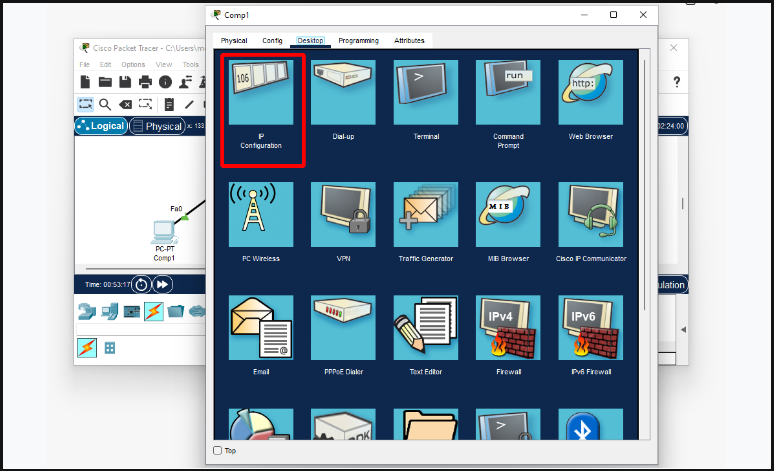 Comp1
Physical Config Desktop Programming Attributes
Cisco Packet Tracer - C:\Users\m
File Edit Options View Tools
Logical
Physical
x: 133
02:24:00
106
IP
Configuration
Dial-up
>
Terminal
run
Command
Prompt
http:
Web Browser
Fa0
PC-PT
Comp1
PC Wireless
VPN
Traffic Generator
MIB
MIB Browser
Cisco IP Communicator
Time: 00:53:17
ulation
@
Email
PPPoE Dialer
Text Editor
IPv4
Firewall
IPv6
IPv6 Firewall
Top